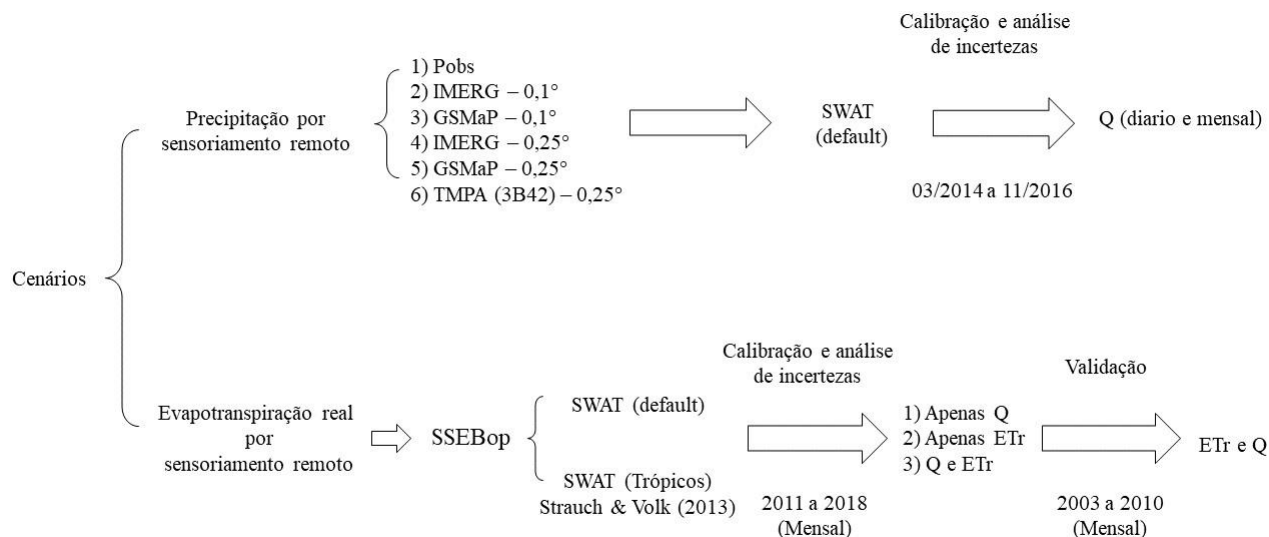 Cenários
Precipitação por
sensoriamento remoto
1) Pobs
2) IMERG – 0,1°
3) GSMaP – 0,1°
4) IMERG – 0,25°
5) GSMaP – 0,25°
6) TMPA (3B42) – 0,25°
SWAT
(default)
Calibração e análise
de incertezas
03/2014 a 11/2016
Q (diario e mensal)
Evapotranspiração real
por
sensoriamento remoto
SSEBop
SWAT (default)
SWAT (Trópicos)
Strauch & Volk (2013)
Calibração e análise
de incertezas
2011 a 2018
(Mensal)
1) Apenas Q
2) Apenas ETr
3) Q e ETr
Validação
2003 a 2010
(Mensal)
ETr e Q